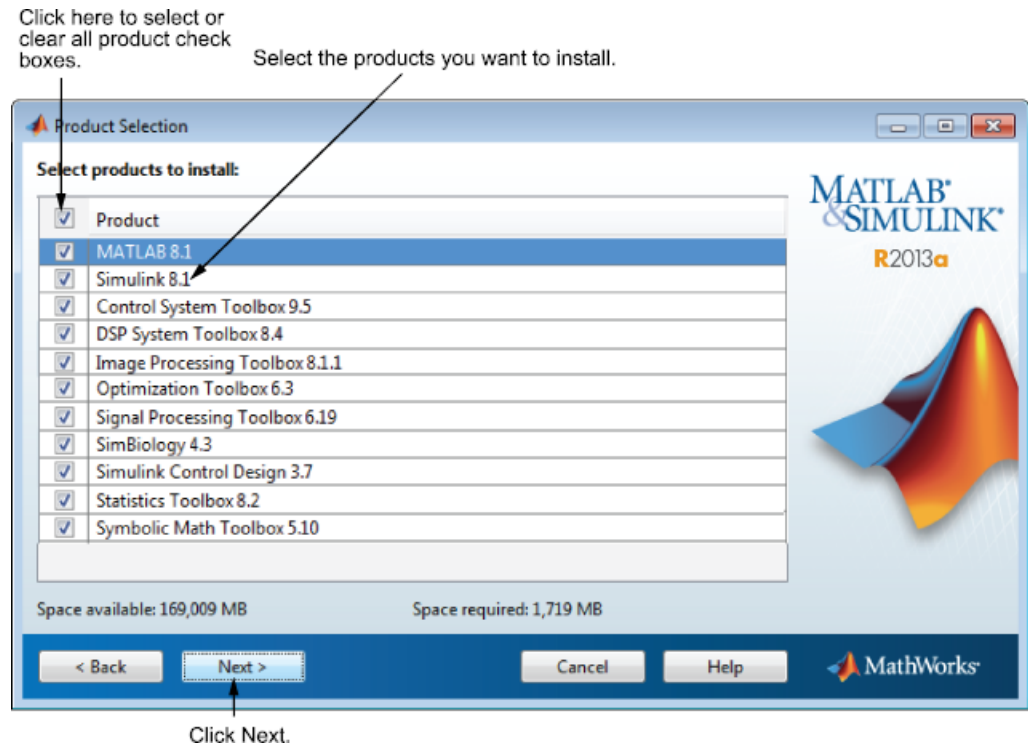 Click here to select or
clear all product check
boxes.
Select the products you want to install.
Product Selection
Select products to install:
MATLAB®
&SIMULINK®
R2013a
Product
MATLAB 8.1
Simulink 8.1
Control System Toolbox 9.5
DSP System Toolbox 8.4
Image Processing Toolbox 8.1.1
Optimization Toolbox 6.3
Signal Processing Toolbox 6.19
SimBiology 4.3
Simulink Control Design 3.7
Statistics Toolbox 8.2
Symbolic Math Toolbox 5.10
Space available: 169,009 MB
Space required: 1,719 MB
< Back
Next >
Cancel
Help
MathWorks®
Click Next.